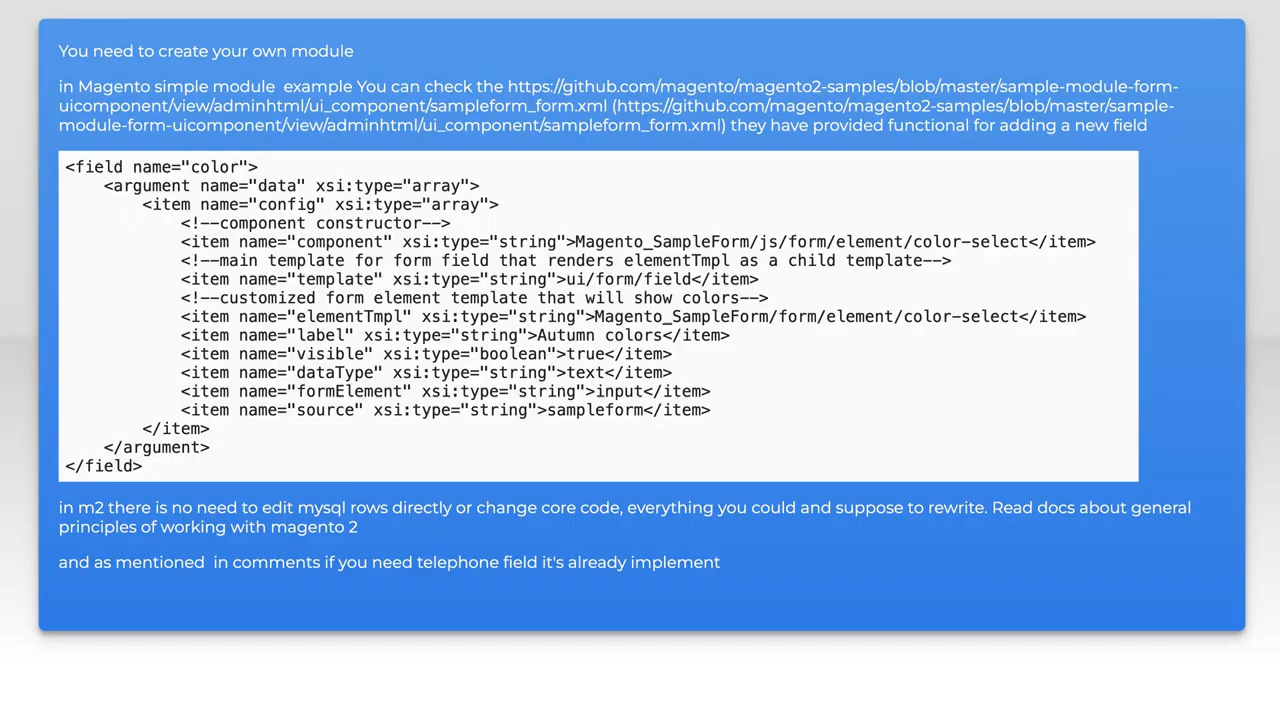 You need to create your own module
in Magento simple module  example You can check the https://github.com/magento/magento2-samples/blob/master/sample-module-form-
uicomponent/view/adminhtml/ui_component/sampleform_form.xml (https://github.com/magento/magento2-samples/blob/master/sample-
module-form-uicomponent/view/adminhtml/ui_component/sampleform_form.xml) they have provided functional for adding a new field
<field name="color">
    <argument name="data" xsi:type="array">
        <item name="config" xsi:type="array">
            <!--component constructor-->
            <item name="component" xsi:type="string">Magento_SampleForm/js/form/element/color-select</item>
            <!--main template for form field that renders elementTmpl as a child template-->
            <item name="template" xsi:type="string">ui/form/field</item>
            <!--customized form element template that will show colors-->
            <item name="elementTmpl" xsi:type="string">Magento_SampleForm/form/element/color-select</item>
            <item name="label" xsi:type="string">Autumn colors</item>
            <item name="visible" xsi:type="boolean">true</item>
            <item name="dataType" xsi:type="string">text</item>
            <item name="formElement" xsi:type="string">input</item>
            <item name="source" xsi:type="string">sampleform</item>
        </item>
    </argument>
</field>
in m2 there is no need to edit mysql rows directly or change core code, everything you could and suppose to rewrite. Read docs about general
principles of working with magento 2
and as mentioned  in comments if you need telephone field it's already implement